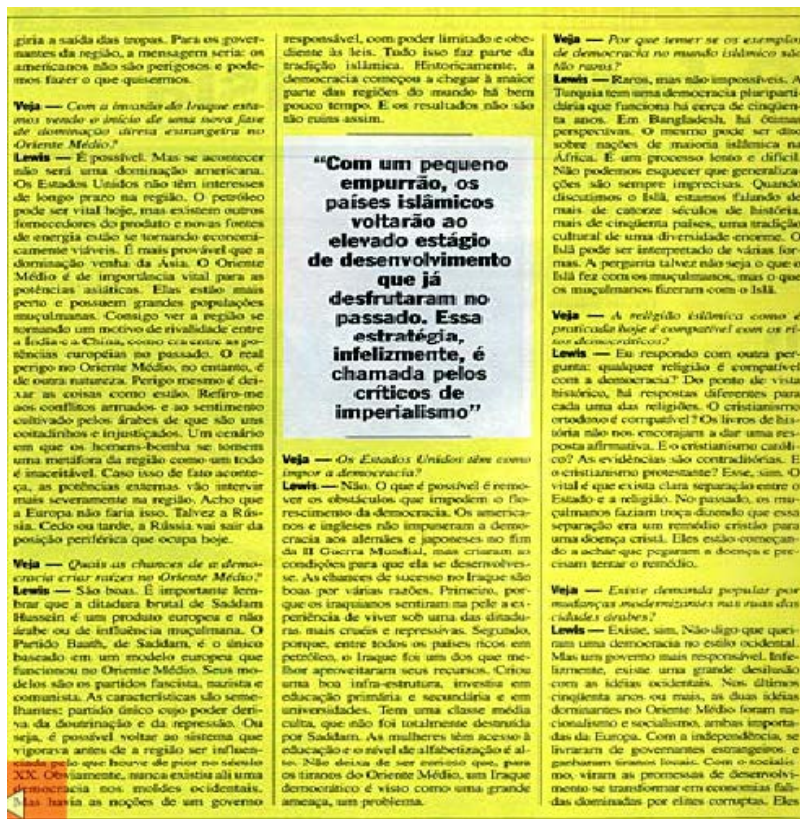 giria a saída das tropas. Para os gover-
nantes da região, a mensagem seria: os
americanos não são perigosos e pode-
mos fazer o que quisermos.
Veja — Com a invasão do Iraque esta-
mos vendo o início de uma nova fase
de dominação direta estrangeira no
Oriente Médio?
Lewis — É possível. Mas se acontecer
não será uma dominação americana.
Os Estados Unidos não têm interesses
de longo prazo na região. O petróleo
pode ser vital hoje, mas existem outros
fornecedores do produto e novas fontes
de energia estão se tornando economi-
camente viáveis. É mais provável que a
dominação venha da Ásia. O Oriente
Médio é de importância vital para as
potências asiáticas. Elas estão mais
perto e possuem grandes populações
muçulmanas. Consigo ver a região se
tornando um motivo de rivalidade entre
a Índia e a China, como era entre as po-
tências européias no passado. O real
perigo no Oriente Médio, no entanto, é
de outra natureza. Perigo mesmo é dei-
xar as coisas como estão. Refiro-me
aos conflitos armados e ao sentimento
cultivado pelos árabes de que são uns
coitadinhos e injustiçados. Um cenário
em que os homens-bomba se tornem
uma metáfora da região como um todo
é inaceitável. Caso isso de fato aconte-
ça, as potências externas vão intervir
mais severamente na região. Acho que
a Europa não faria isso. Talvez a Rús-
sia. Cedo ou tarde, a Rússia vai sair da
posição periférica que ocupa hoje.
Veja — Quais as chances de a demo-
cracia criar raízes no Oriente Médio?
Lewis — São boas. É importante lem-
brar que a ditadura brutal de Saddam
Hussein é um produto europeu e não
árabe ou de influência muçulmana. O
Partido Baath, de Saddam, é o único
baseado em um modelo europeu que
funcionou no Oriente Médio. Seus mo-
delos são os partidos fascista, nazista e
comunista. As características são seme-
lhantes: partido único cujo poder deri-
va da doutrinação e da repressão. Ou
seja, é possível voltar ao sistema que
vigorava antes de a região ser influen-
ciada pelo que houve de pior no século
XX. Obviamente, nunca existiu ali uma
democracia nos moldes ocidentais.
Mas havia as noções de um governo
responsável, com poder limitado e obe-
diente às leis. Tudo isso faz parte da
tradição islâmica. Historicamente, a
democracia começou a chegar à maior
parte das regiões do mundo há bem
pouco tempo. E os resultados não são
tão ruins assim.
“Com um pequeno
empurrão, os
países islâmicos
voltarão ao
elevado estágio
de desenvolvimento
que já
desfrutaram no
passado. Essa
estratégia,
infelizmente, é
chamada pelos
críticos de
imperialismo”
Veja — Os Estados Unidos têm como
impor a democracia?
Lewis — Não. O que é possível é remo-
ver os obstáculos que impedem o flo-
rescimento da democracia. Os america-
nos e ingleses não impuseram a demo-
cracia aos alemães e japoneses no fim
da II Guerra Mundial, mas criaram as
condições para que ela se desenvolves-
se. As chances de sucesso no Iraque são
boas por várias razões. Primeiro, por-
que os iraquianos sentiram na pele a ex-
periência de viver sob uma das ditadu-
ras mais cruéis e repressivas. Segundo,
porque, entre todos os países ricos em
petróleo, o Iraque foi um dos que me-
lhor aproveitaram seus recursos. Criou
uma boa infra-estrutura, investiu em
educação primária e secundária e em
universidades. Tem uma classe média
culta, que não foi totalmente destruída
por Saddam. As mulheres têm acesso à
educação e o nível de alfabetização é al-
to. Não deixa de ser curioso que, para
os tiranos do Oriente Médio, um Iraque
democrático é visto como uma grande
ameaça, um problema.
Veja — Por que temer se os exemplos
de democracia no mundo islâmico são
tão raros?
Lewis — Raros, mas não impossíveis. A
Turquia tem uma democracia pluriparti-
dária que funciona há cerca de cinqüen-
ta anos. Em Bangladesh, há ótimas
perspectivas. O mesmo pode ser dito
sobre nações de maioria islâmica na
África. É um processo lento e difícil.
Não podemos esquecer que generaliza-
ções são sempre imprecisas. Quando
discutimos o Islã, estamos falando de
mais de catorze séculos de história,
mais de cinqüenta países, uma tradição
cultural de uma diversidade enorme. O
Islã pode ser interpretado de várias for-
mas. A pergunta talvez não seja o que o
Islã fez com os muçulmanos, mas o que
os muçulmanos fizeram com o Islã.
Veja — A religião islâmica como é
praticada hoje é compatível com os ri-
tos democráticos?
Lewis — Eu respondo com outra per-
gunta: qualquer religião é compatível
com a democracia? Do ponto de vista
histórico, há respostas diferentes para
cada uma das religiões. O cristianismo
ortodoxo é compatível? Os livros de his-
tória não nos encorajam a dar uma res-
posta afirmativa. E o cristianismo católi-
co? As evidências são contraditórias. E
o cristianismo protestante? Esse, sim. O
vital é que exista clara separação entre o
Estado e a religião. No passado, os mu-
çulmanos faziam troça dizendo que essa
separação era um remédio cristão para
uma doença cristã. Eles estão começan-
do a achar que pegaram a doença e pre-
cisam tentar o remédio.
Veja — Existe demanda popular por
mudanças modernizantes nas ruas das
cidades árabes?
Lewis — Existe, sim. Não digo que quei-
ram uma democracia no estilo ocidental.
Mas um governo mais responsável. Infe-
lizmente, existe uma grande desilusão
com as idéias ocidentais. Nos últimos
cinqüenta anos ou mais, as duas idéias
dominantes no Oriente Médio foram na-
cionalismo e socialismo, ambas importa-
das da Europa. Com a independência, se
livraram de governantes estrangeiros e
ganharam tiranos locais. Com o socialis-
mo, viram as promessas de desenvolvi-
mento se transformar em economias fali-
das dominadas por elites corruptas. Eles